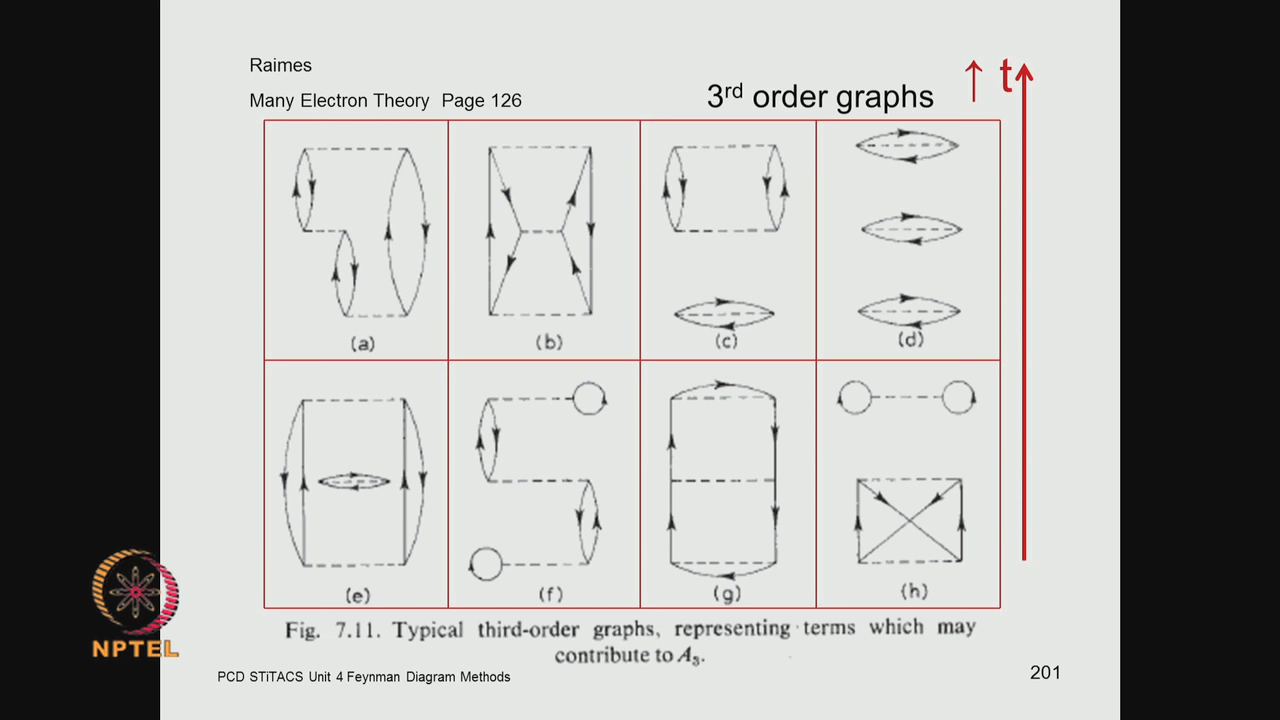 Raimes
Many Electron Theory Page 126
3rd order graphs ↑ t
(a) (b) (c) (d)
(e) (f) (g) (h)
Fig. 7.11. Typical third-order graphs, representing terms which may
contribute to A₃.
NPTEL
PCD STiTACS Unit 4 Feynman Diagram Methods
201